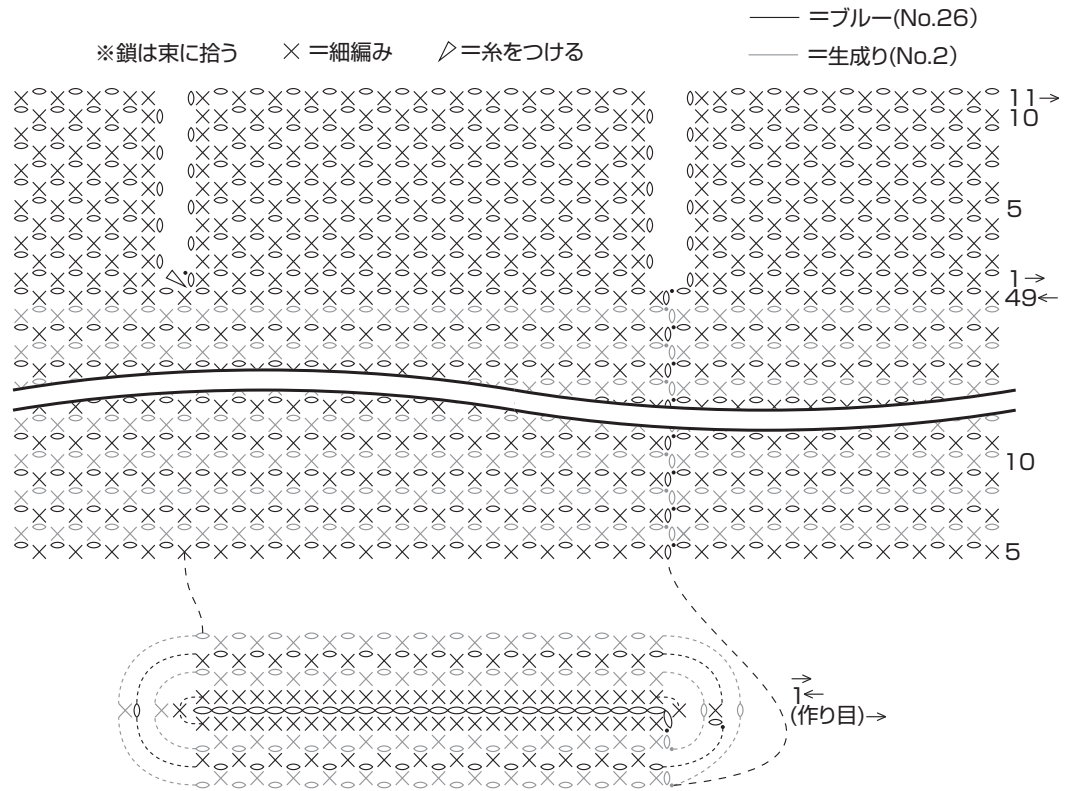 ※鎖は束に拾う ×=細編み =糸をつける
=ブルー(No.26)
=生成り(No.2)
11→
10
5
1→
49←
10
5
→
1←
(作り目)→